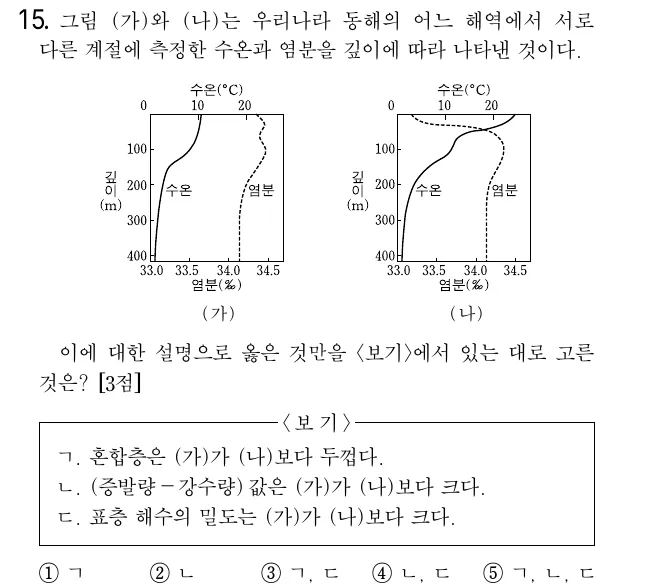 15. 그림 (가)와 (나)는 우리나라 동해의 어느 해역에서 서로
다른 계절에 측정한 수온과 염분을 깊이에 따라 나타낸 것이다.
수온(°C)
0 10 20
깊이(m)
100
200
300
400
수온 염분
33.0 33.5 34.0 34.5
염분(‰)
(가)
수온(°C)
0 10 20
깊이(m)
100
200
300
400
수온 염분
33.0 33.5 34.0 34.5
염분(‰)
(나)
이에 대한 설명으로 옳은 것만을 〈보기〉에서 있는 대로 고른
것은? [3점]
〈보 기〉
ㄱ. 혼합층은 (가)가 (나)보다 두껍다.
ㄴ. (증발량－강수량) 값은 (가)가 (나)보다 크다.
ㄷ. 표층 해수의 밀도는 (가)가 (나)보다 크다.
① ㄱ ② ㄴ ③ ㄱ, ㄷ ④ ㄴ, ㄷ ⑤ ㄱ, ㄴ, ㄷ